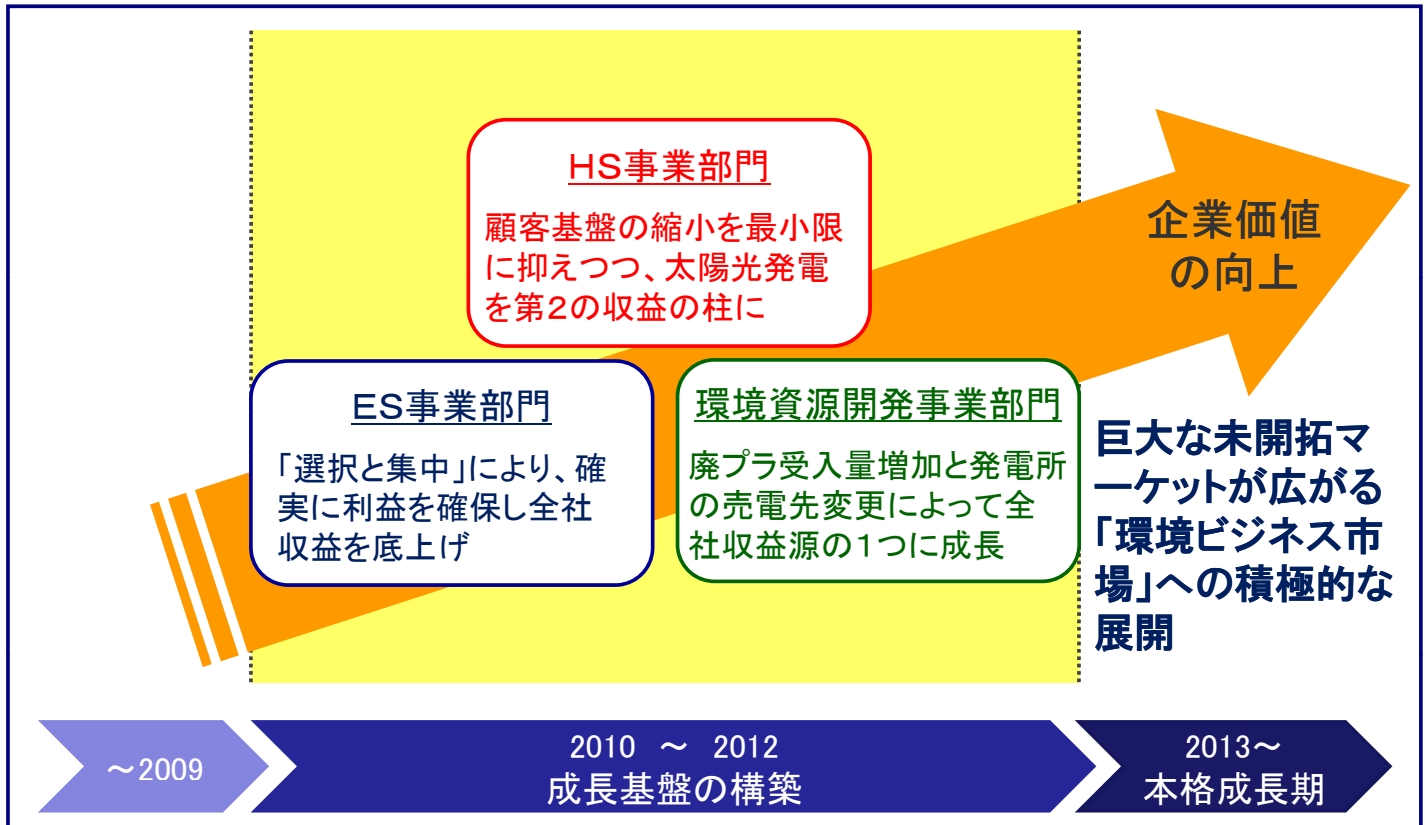 HS事業部門
顧客基盤の縮小を最小限
に抑えつつ、太陽光発電
を第2の収益の柱に
企業価値
の向上
ES事業部門
「選択と集中」により、確
実に利益を確保し全社
収益を底上げ
環境資源開発事業部門
廃プラ受入量増加と発電所
の売電先変更によって全
社収益源の1つに成長
巨大な未開拓マ
ーケットが広がる
「環境ビジネス市
場」への積極的な
展開
～2009
2010 ～ 2012
成長基盤の構築
2013～
本格成長期